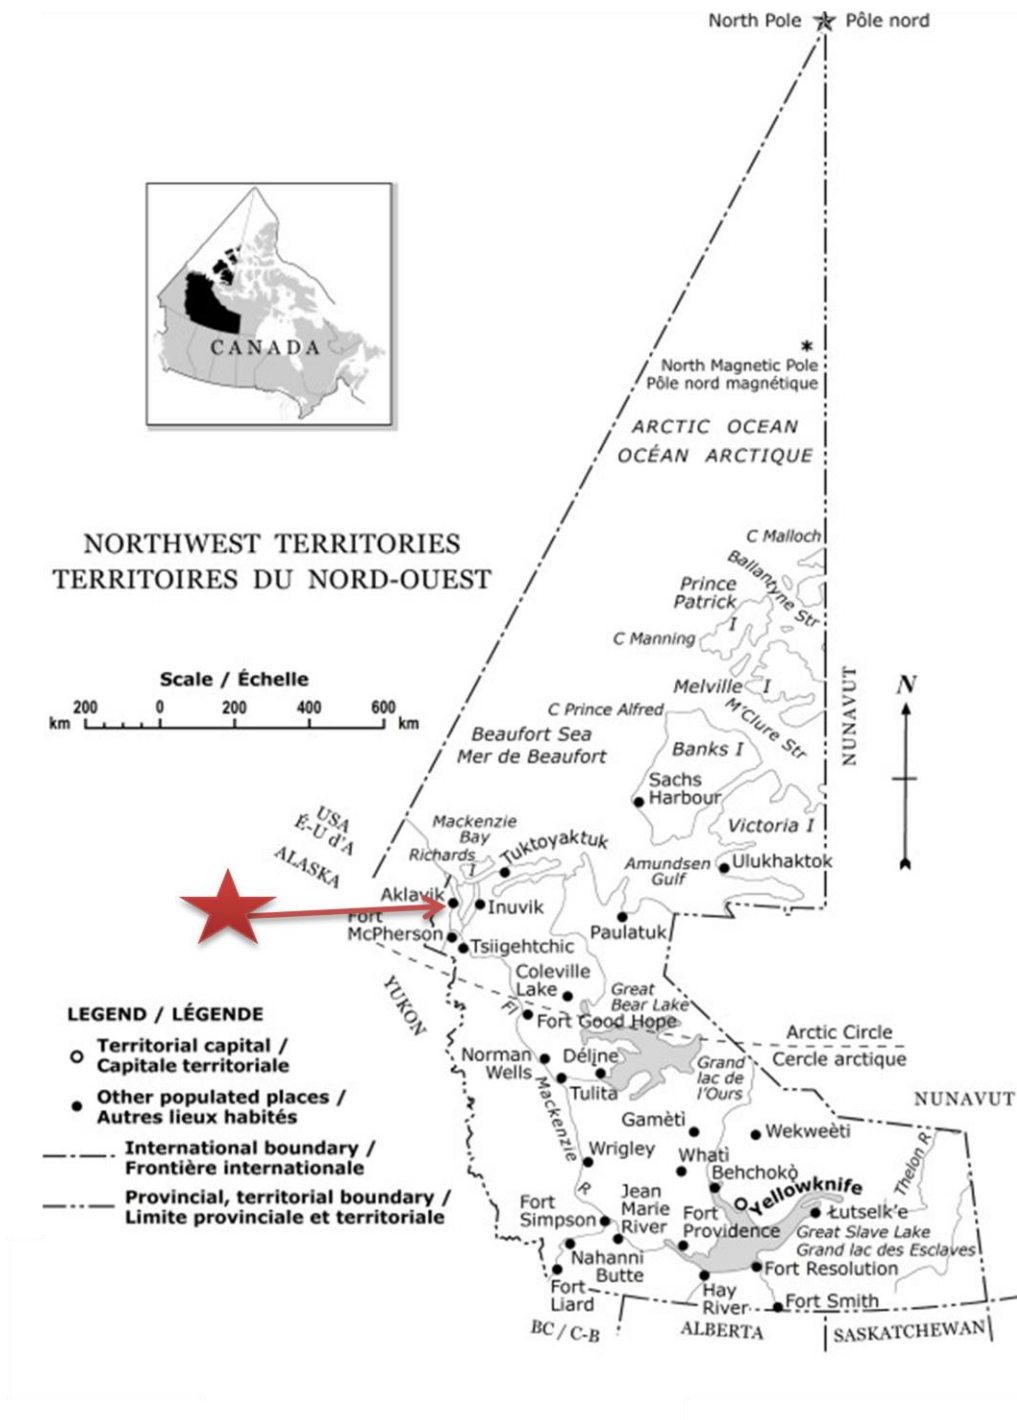 North Pole Pôle nord
CANADA
North Magnetic Pole
Pôle nord magnétique
ARCTIC OCEAN
OCÉAN ARCTIQUE
NORTHWEST TERRITORIES
TERRITOIRES DU NORD-OUEST
C Malloch
Ballantyne Str
Prince
Patrick
I
C Manning
Melville I
M'Clure Str
C Prince Alfred
Scale / Échelle
200 0 200 400 600
km km
NUNAVUT
N
Beaufort Sea
Mer de Beaufort
Banks I
Sachs
Harbour
Victoria I
USA
É-U d'A
ALASKA
Mackenzie
Bay
Richards
I
Tuktoyaktuk
Amundsen
Gulf
Ulukhaktok
Aklavik
Inuvik
Fort
McPherson
Tsiigehtchic
Paulatuk
YUKON
Coleville
Lake
Great
Bear Lake
Fort Good Hope
Arctic Circle
Cercle arctique
LEGEND / LÉGENDE
Territorial capital /
Capitale territoriale
Other populated places /
Autres lieux habités
International boundary /
Frontière internationale
Provincial, territorial boundary /
Limite provinciale et territoriale
Norman
Wells
Déljne
Tulita
Grand
lac de
l'Ours
Mackenzie
R
NUNAVUT
Gamètì
Wekweètì
Wrigley
Whatì
Behchokò
Yellowknife
Thelon R
Łutselk'e
Fort
Simpson
Jean
Marie
River
Fort
Providence
Great Slave Lake
Grand lac des Esclaves
Nahanni
Butte
Fort Resolution
Fort
Liard
Hay
River
Fort Smith
BC / C-B
ALBERTA
SASKATCHEWAN